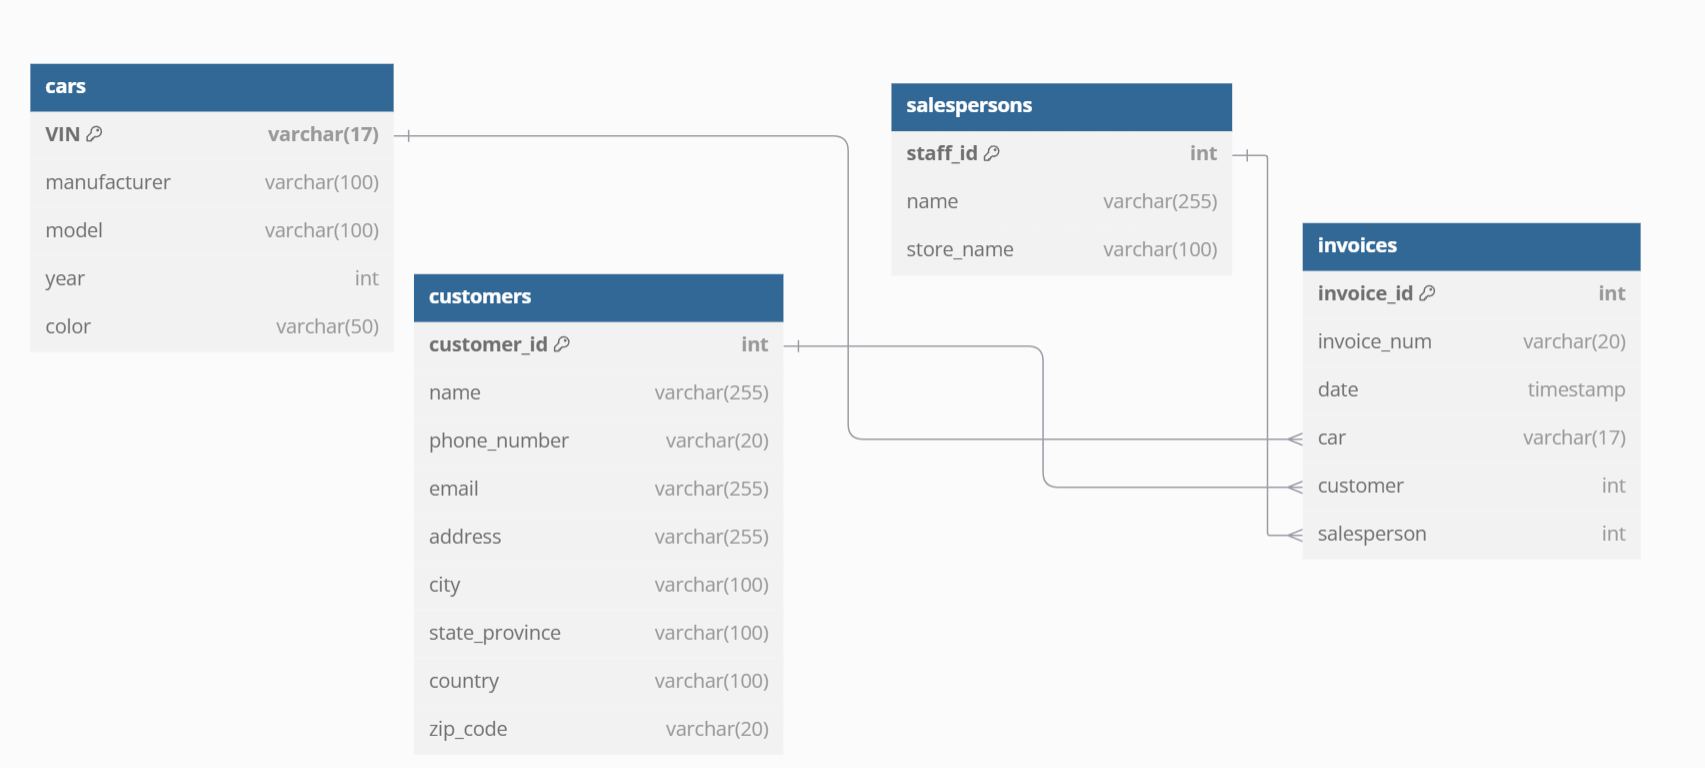 cars
VIN varchar(17)
manufacturer varchar(100)
model varchar(100)
year int
color varchar(50)
customers
customer_id int
name varchar(255)
phone_number varchar(20)
email varchar(255)
address varchar(255)
city varchar(100)
state_province varchar(100)
country varchar(100)
zip_code varchar(20)
salespersons
staff_id int
name varchar(255)
store_name varchar(100)
invoices
invoice_id int
invoice_num varchar(20)
date timestamp
car varchar(17)
customer int
salesperson int